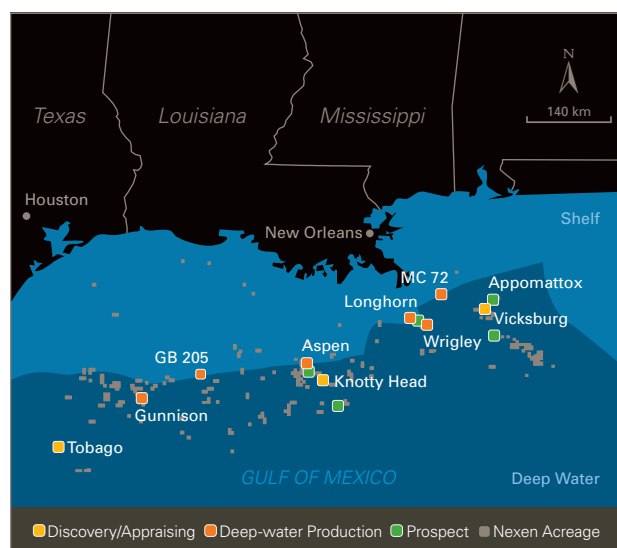 N
140 km
Texas
Louisiana
Mississippi
Houston
New Orleans
Shelf
MC 72
Appomattox
Longhorn
Vicksburg
Wrigley
Aspen
GB 205
Knotty Head
Gunnison
Tobago
GULF OF MEXICO
Deep Water
Discovery/Appraising Deep-water Production Prospect Nexen Acreage